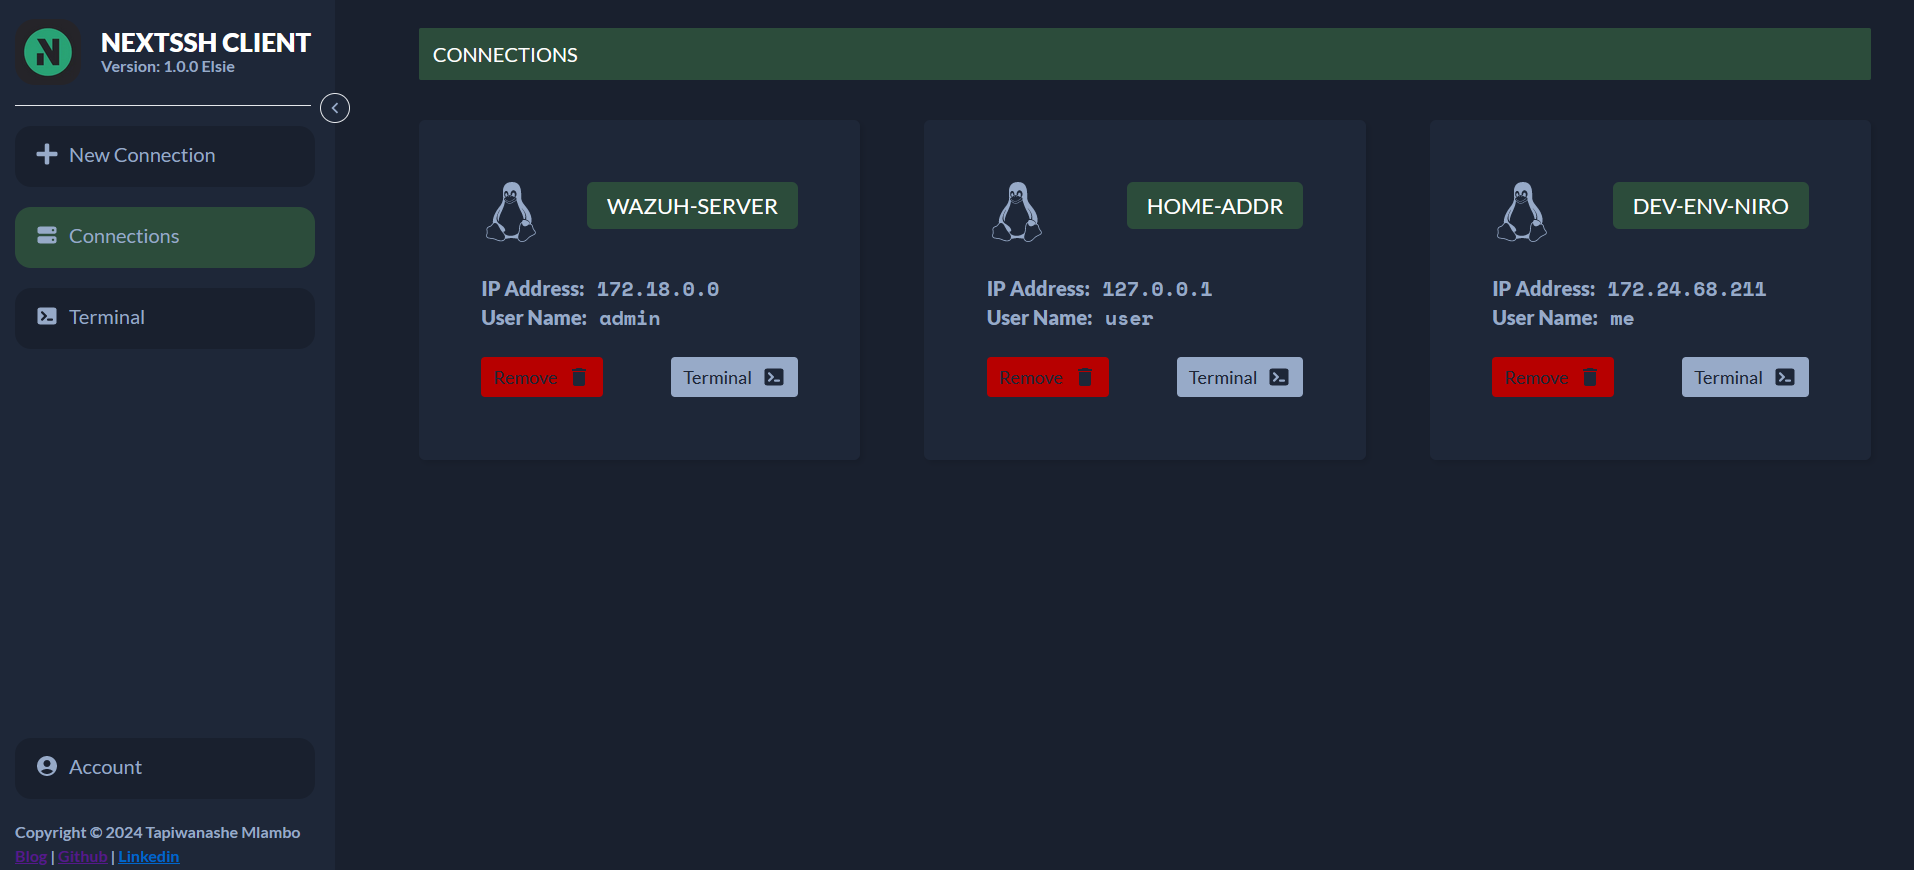 NEXTSSH CLIENT
Version: 1.0.0 Elsie
New Connection
Connections
Terminal
Account
Copyright © 2024 Tapiwanashe Mlambo
Blog | Github | Linkedin
CONNECTIONS
WAZUH-SERVER
IP Address: 172.18.0.0
User Name: admin
Remove Terminal
HOME-ADDR
IP Address: 127.0.0.1
User Name: user
Remove Terminal
DEV-ENV-NIRO
IP Address: 172.24.68.211
User Name: me
Remove Terminal